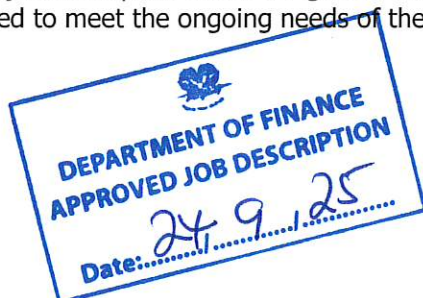 ed to meet the ongoing needs of the
DEPARTMENT OF FINANCE
APPROVED JOB DESCRIPTION
Date: 24, 9, 25